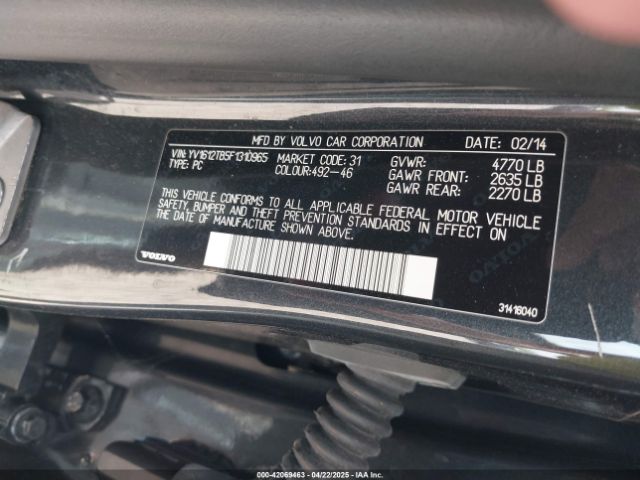 MFD BY VOLVO CAR CORPORATION DATE: 02/14
VIN: YV1612TB5F1310965 MARKET CODE: 31 GVWR: 4770 LB
TYPE: PC COLOUR:492-46 GAWR FRONT: 2635 LB
GAWR REAR: 2270 LB
THIS VEHICLE CONFORMS TO ALL APPLICABLE FEDERAL MOTOR VEHICLE
SAFETY, BUMPER AND THEFT PREVENTION STANDARDS IN EFFECT ON
THE DATE OF MANUFACTURE SHOWN ABOVE.
VOLVO
31416040
000-42069463 - 04/22/2025 - IAA